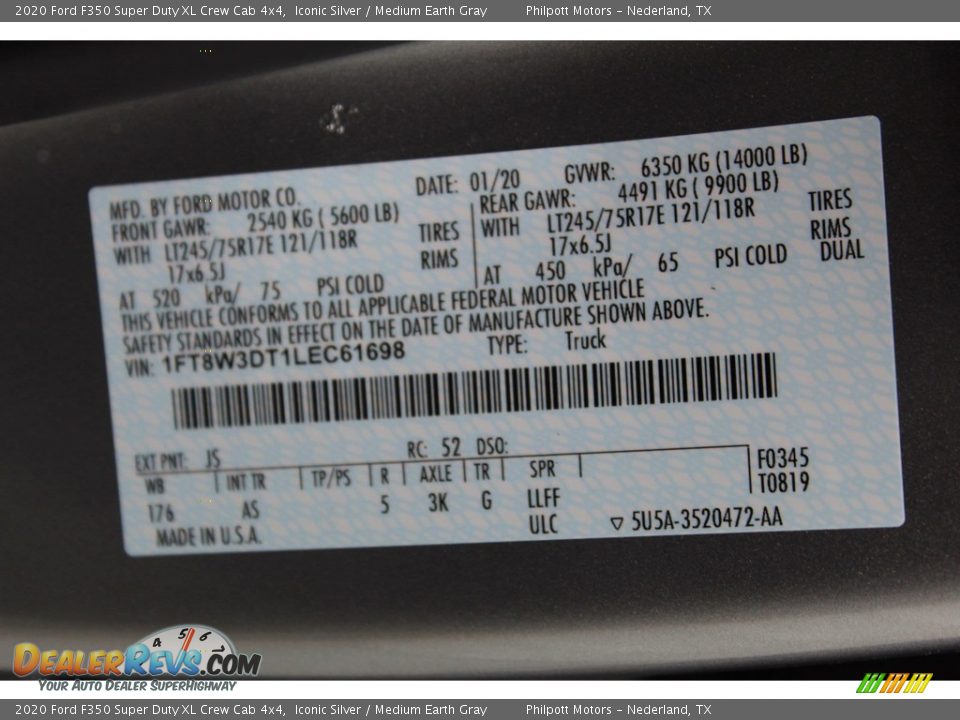 2020 Ford F350 Super Duty XL Crew Cab 4x4, Iconic Silver / Medium Earth Gray Philpott Motors - Nederland, TX
MFD. BY FORD MOTOR CO. DATE: 01/20 GVWR: 6350 KG (14000 LB)
FRONT GAWR: 2540 KG ( 5600 LB) REAR GAWR: 4491 KG ( 9900 LB)
WITH LT245/75R17E 121/118R TIRES WITH LT245/75R17E 121/118R TIRES
17x6.5J RIMS 17x6.5J RIMS
AT 520 kPa/ 75 PSI COLD AT 450 kPa/ 65 PSI COLD DUAL
THIS VEHICLE CONFORMS TO ALL APPLICABLE FEDERAL MOTOR VEHICLE
SAFETY STANDARDS IN EFFECT ON THE DATE OF MANUFACTURE SHOWN ABOVE.
VIN: 1FT8W3DT1LEC61698 TYPE: Truck
EXT PNT: JS RC: 52 DSO: F0345
WB INT TR TP/PS R AXLE TR SPR T0819
176 AS 5 3K G LLFF
MADE IN U.S.A. ULC ▽ 5U5A-3520472-AA
4 5 6
DealerRevs.com
Your Auto Dealer SuperHighway
2020 Ford F350 Super Duty XL Crew Cab 4x4, Iconic Silver / Medium Earth Gray Philpott Motors - Nederland, TX